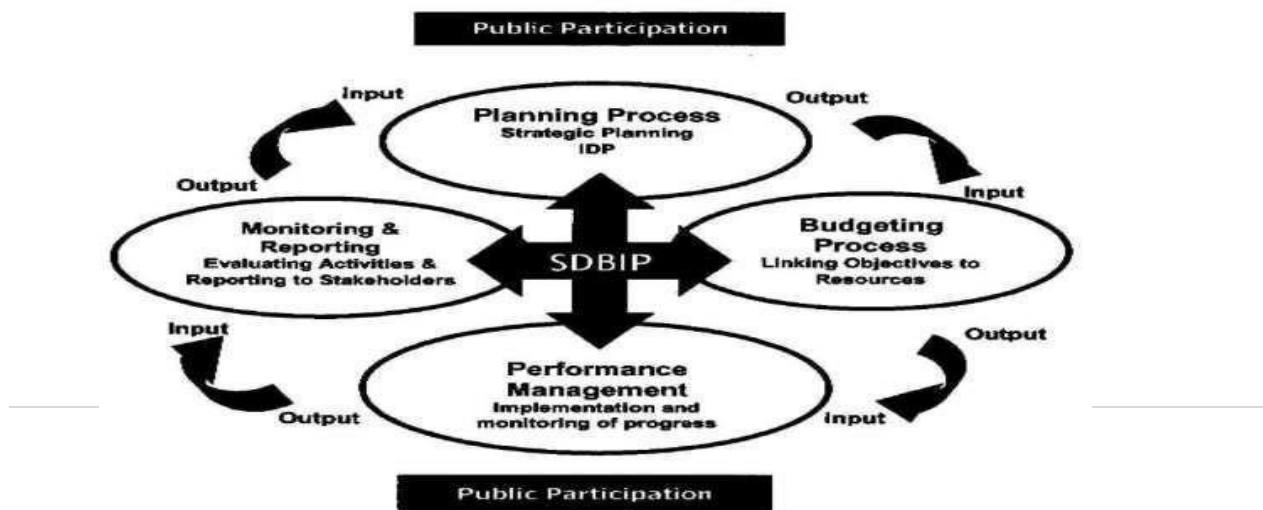 Public Participation
Input
Output
Planning Process
Strategic Planning
IDP
Output
Input
Monitoring &
Reporting
Evaluating Activities &
Reporting to Stakeholders
SDBIP
Budgeting
Process
Linking Objectives to
Resources
Input
Output
Performance
Management
Implementation and
monitoring of progress
Output
Input
Public Participation